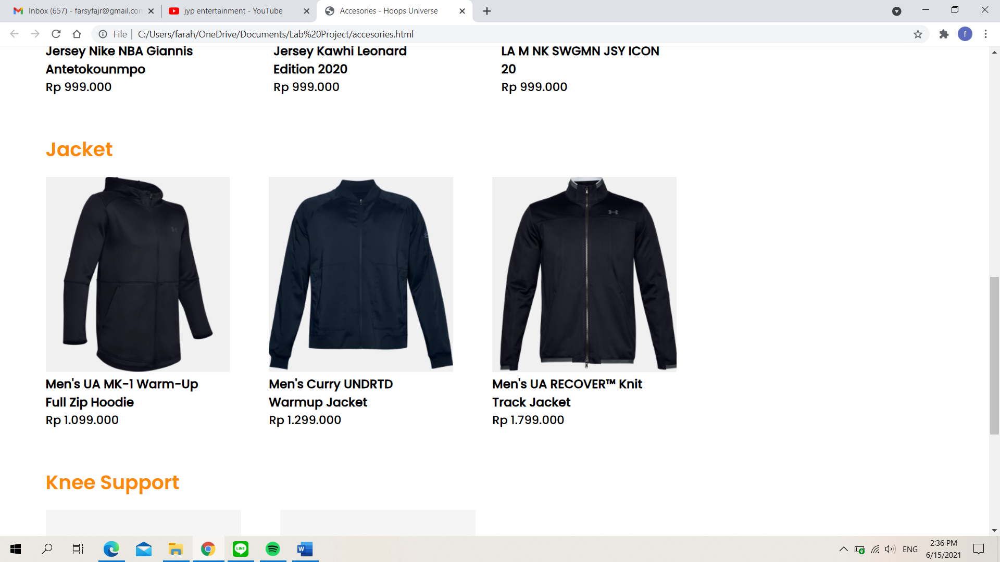 Inbox (657) - farsyfajr@gmail.con
jyp entertainment - YouTube
Accesories - Hoops Universe
File
C:/Users/farah/OneDrive/Documents/Lab%20Project/accesories.html
f
Jersey Nike NBA Giannis
Antetokounmpo
Rp 999.000
Jersey Kawhi Leonard
Edition 2020
Rp 999.000
LA M NK SWGMN JSY ICON
20
Rp 999.000
Jacket
Men's UA MK-1 Warm-Up
Full Zip Hoodie
Rp 1.099.000
Men's Curry UNDRTD
Warmup Jacket
Rp 1.299.000
Men's UA RECOVER™ Knit
Track Jacket
Rp 1.799.000
Knee Support
LINE
W
ENG
2:36 PM
6/15/2021